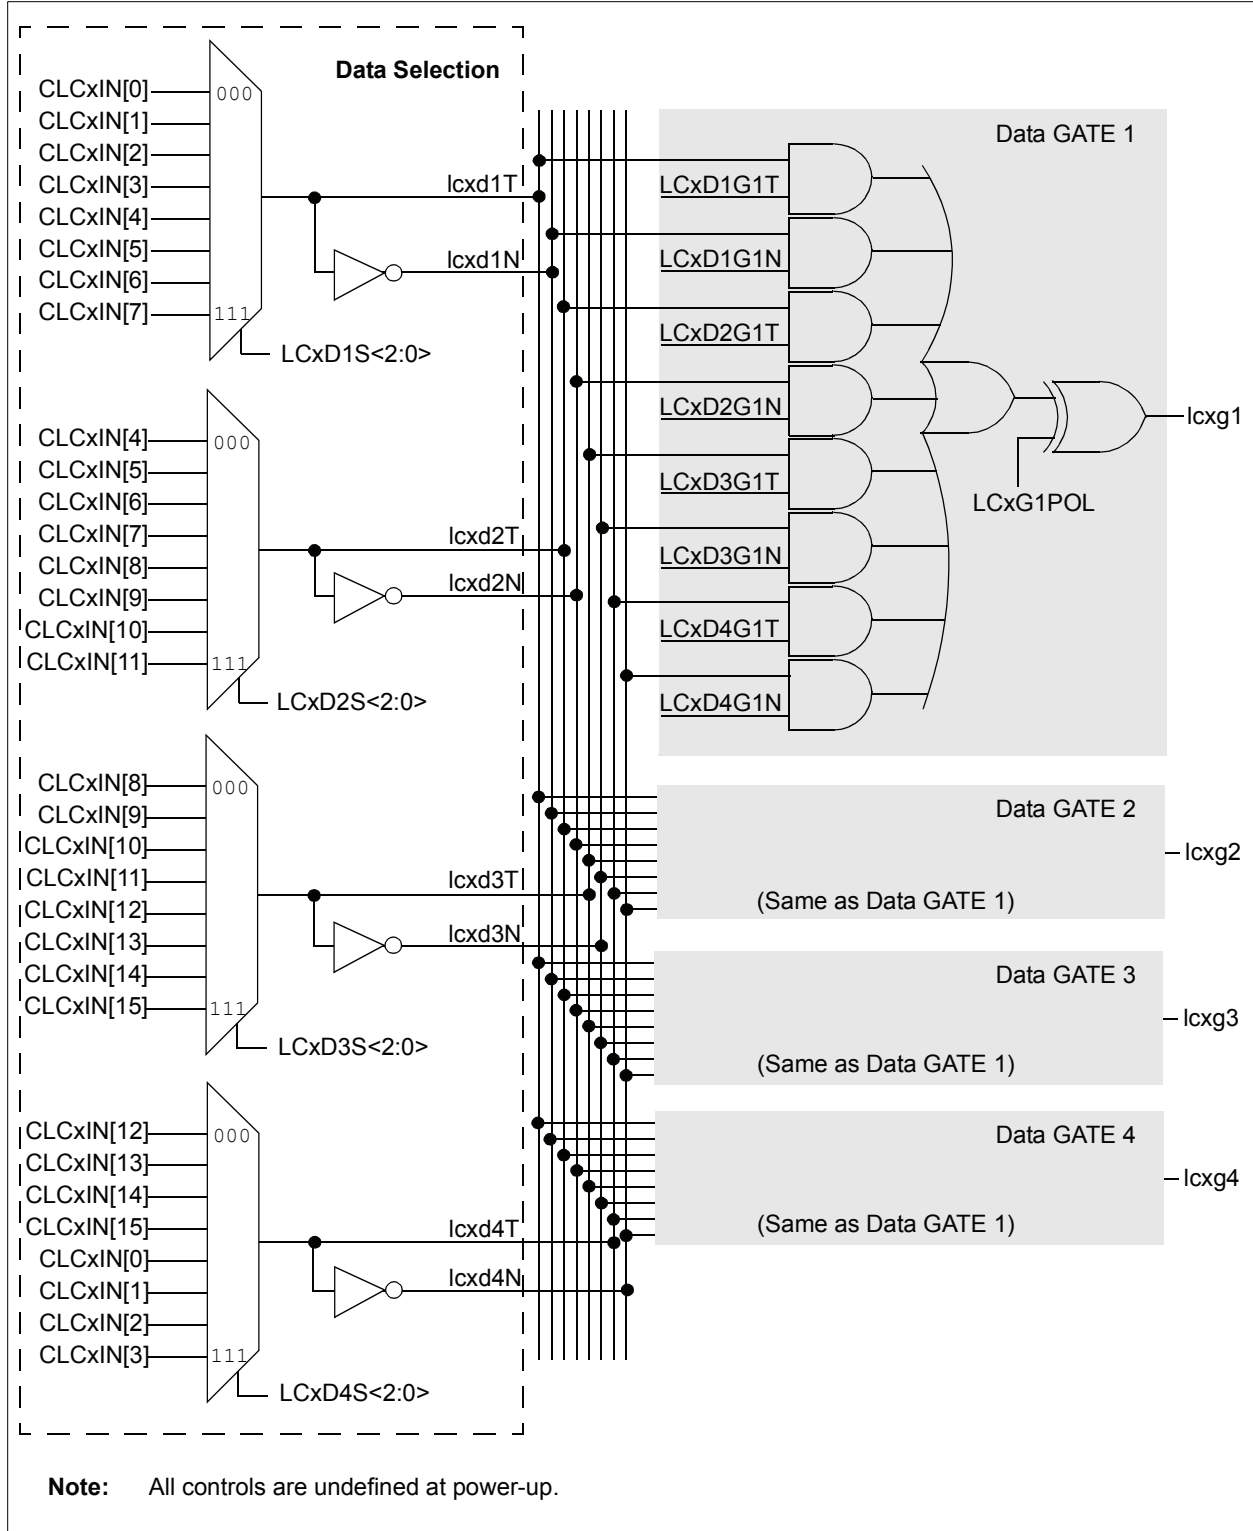 Data Selection
CLCxIN[0]
CLCxIN[1]
CLCxIN[2]
CLCxIN[3]
CLCxIN[4]
CLCxIN[5]
CLCxIN[6]
CLCxIN[7]
000
111
LCxD1S<2:0>
lcxd1T
lcxd1N
CLCxIN[4]
CLCxIN[5]
CLCxIN[6]
CLCxIN[7]
CLCxIN[8]
CLCxIN[9]
CLCxIN[10]
CLCxIN[11]
000
111
LCxD2S<2:0>
lcxd2T
lcxd2N
CLCxIN[8]
CLCxIN[9]
CLCxIN[10]
CLCxIN[11]
CLCxIN[12]
CLCxIN[13]
CLCxIN[14]
CLCxIN[15]
000
111
LCxD3S<2:0>
lcxd3T
lcxd3N
CLCxIN[12]
CLCxIN[13]
CLCxIN[14]
CLCxIN[15]
CLCxIN[0]
CLCxIN[1]
CLCxIN[2]
CLCxIN[3]
000
111
LCxD4S<2:0>
lcxd4T
lcxd4N
Data GATE 1
LCxD1G1T
LCxD1G1N
LCxD2G1T
LCxD2G1N
LCxD3G1T
LCxD3G1N
LCxD4G1T
LCxD4G1N
LCxG1POL
lcxg1
Data GATE 2
(Same as Data GATE 1)
lcxg2
Data GATE 3
(Same as Data GATE 1)
lcxg3
Data GATE 4
(Same as Data GATE 1)
lcxg4
Note: All controls are undefined at power-up.